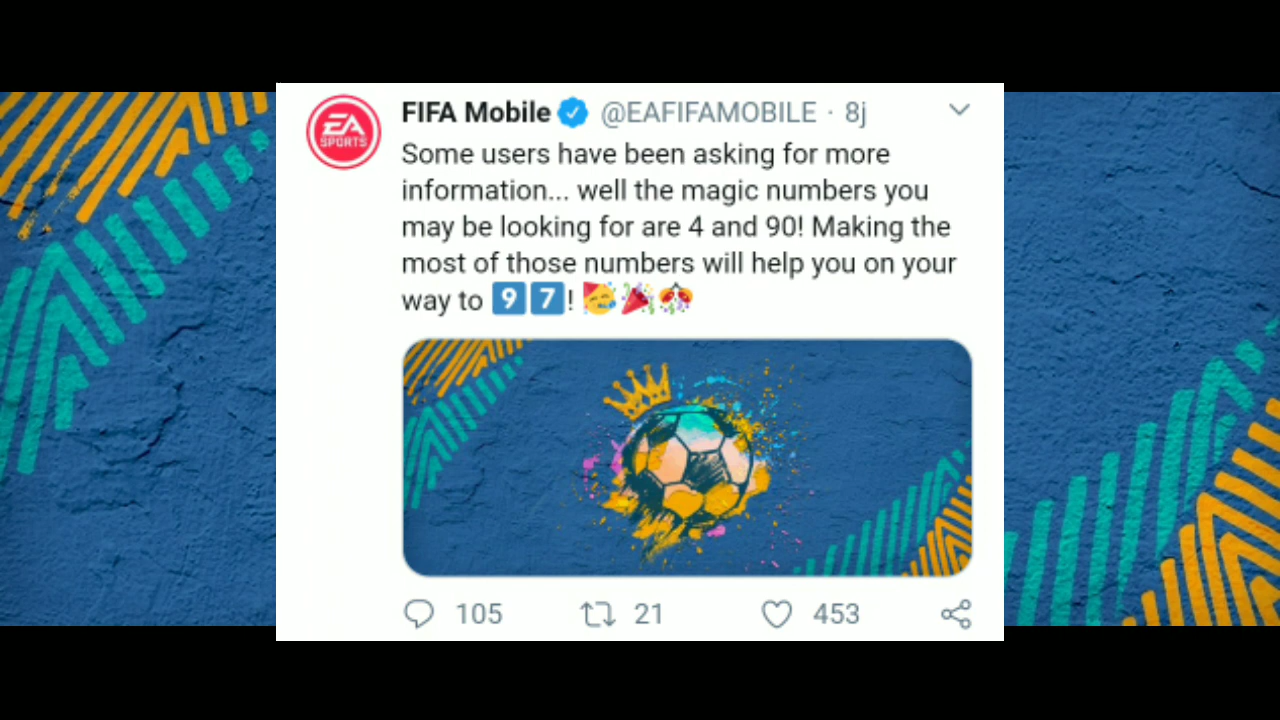 EA
SPORTS
FIFA Mobile @EAFIFAMOBILE · 8j
Some users have been asking for more
information... well the magic numbers you
may be looking for are 4 and 90! Making the
most of those numbers will help you on your
way to 9️⃣7️⃣! 🥳🎉🎊
105 21 453